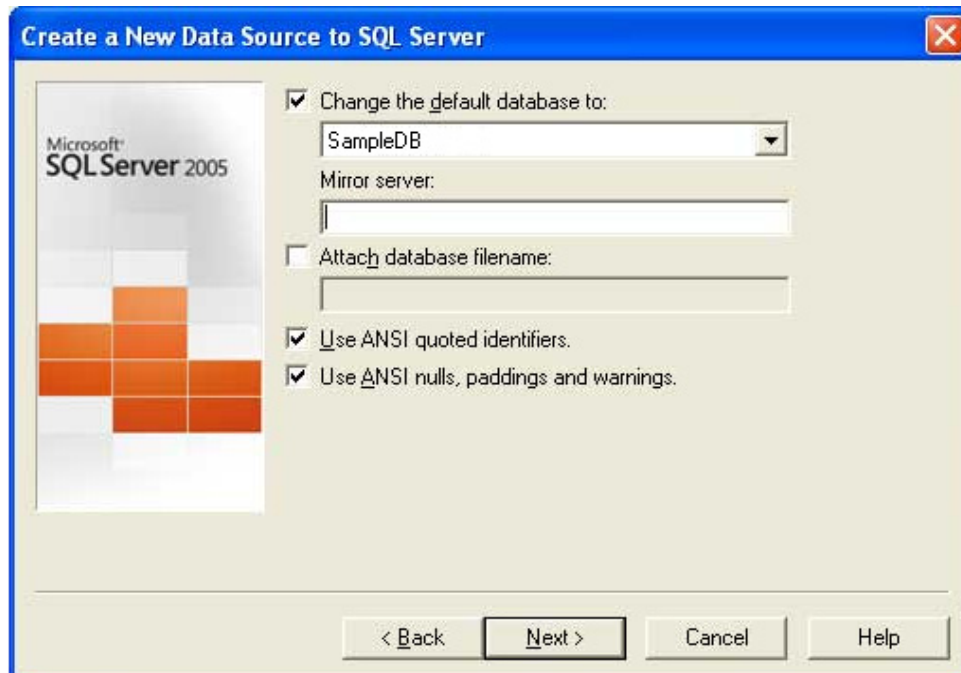 Create a New Data Source to SQL Server
Microsoft
SQL Server 2005
Change the default database to:
SampleDB
Mirror server:
Attach database filename:
Use ANSI quoted identifiers.
Use ANSI nulls, paddings and warnings.
< Back
Next >
Cancel
Help